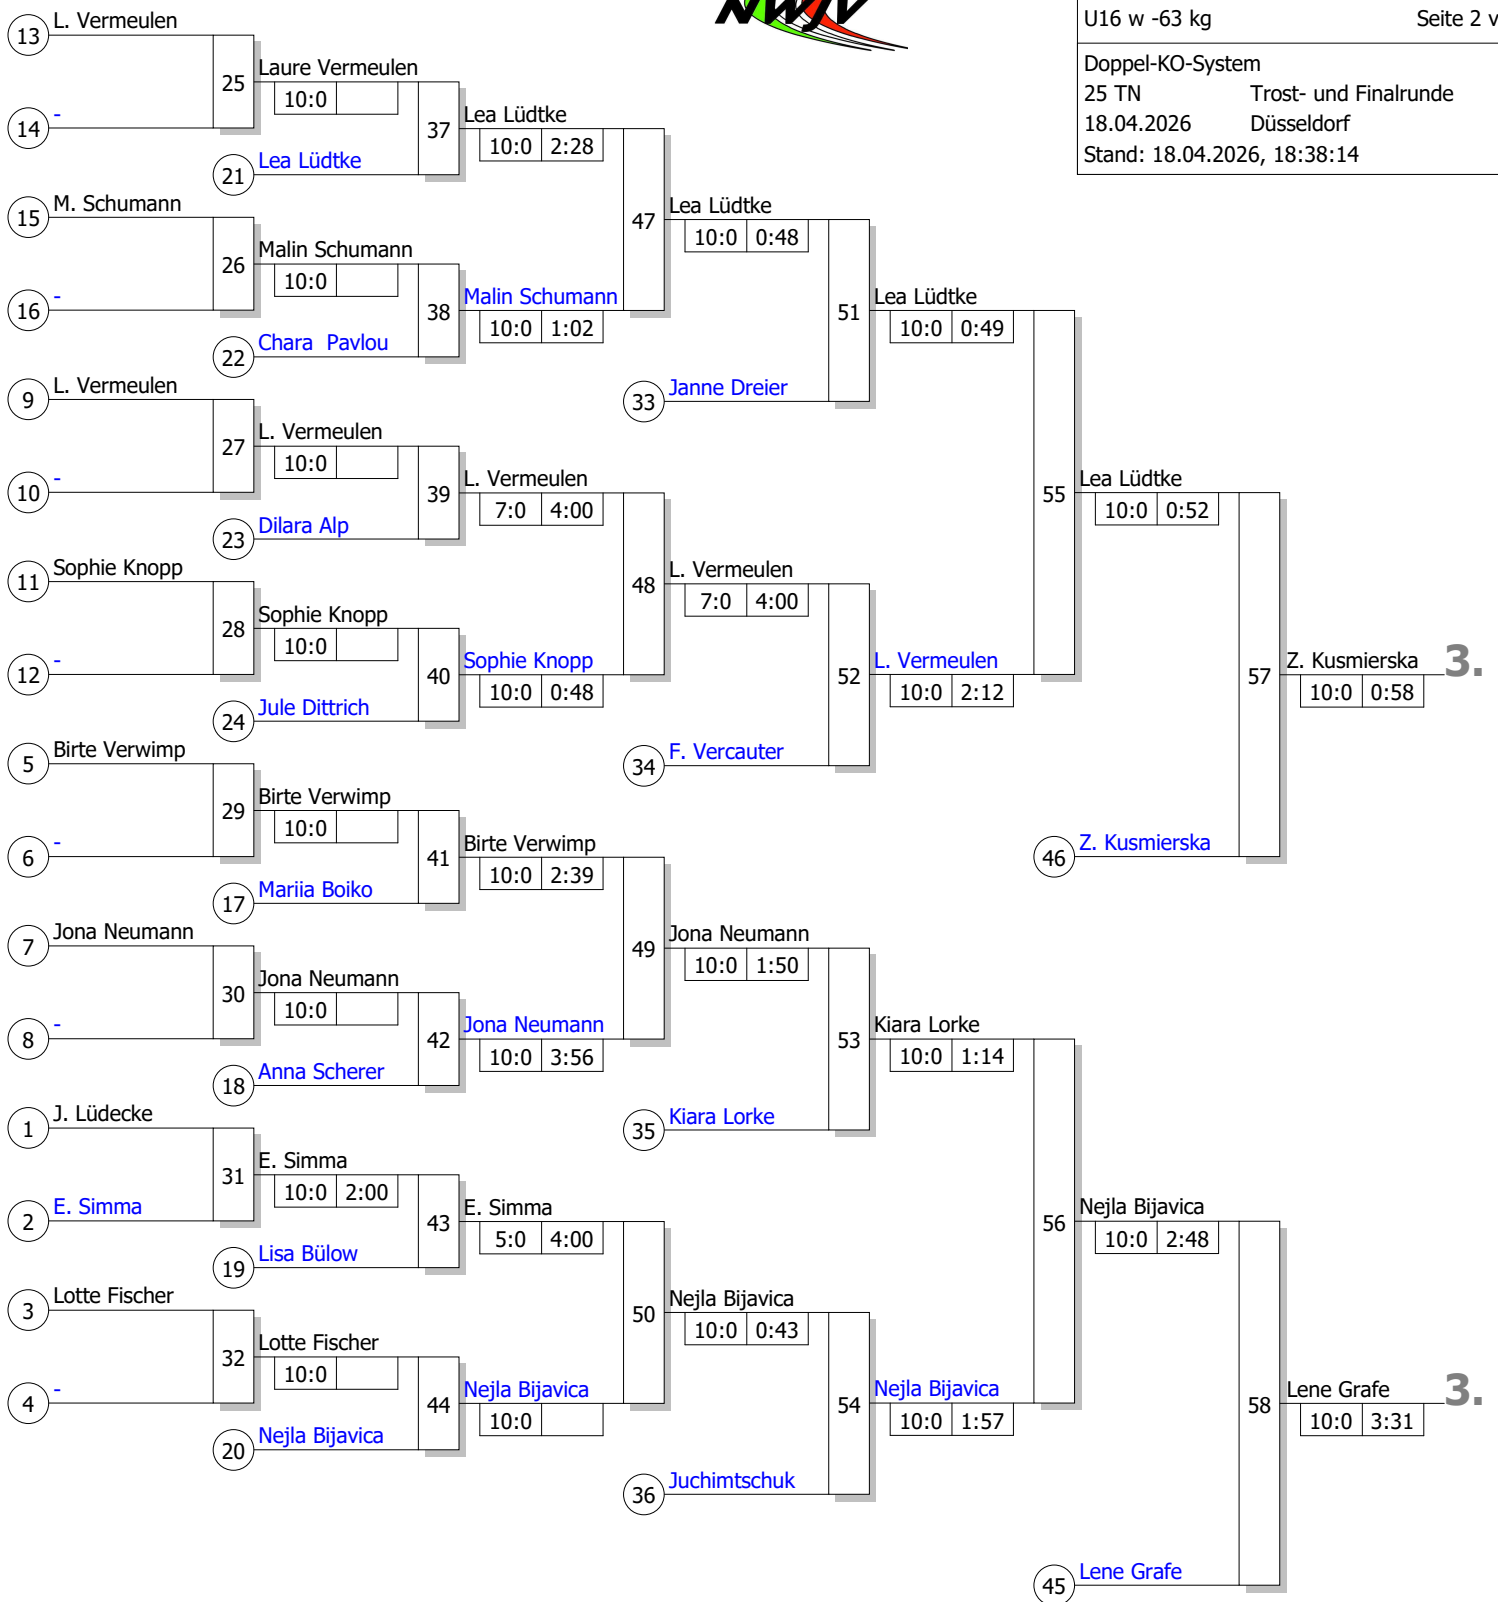 NWJV
U16 w -63 kg Seite 2 v
Doppel-KO-System
25 TN Trost- und Finalrunde
18.04.2026 Düsseldorf
Stand: 18.04.2026, 18:38:14
13 L. Vermeulen
14 -
25 Laure Vermeulen
10:0
21 Lea Lüdtke
37 Lea Lüdtke
10:0 2:28
15 M. Schumann
16 -
26 Malin Schumann
10:0
22 Chara Pavlou
38 Malin Schumann
10:0 1:02
47 Lea Lüdtke
10:0 0:48
33 Janne Dreier
51 Lea Lüdtke
10:0 0:49
9 L. Vermeulen
10 -
27 L. Vermeulen
10:0
23 Dilara Alp
39 L. Vermeulen
7:0 4:00
11 Sophie Knopp
12 -
28 Sophie Knopp
10:0
24 Jule Dittrich
40 Sophie Knopp
10:0 0:48
48 L. Vermeulen
7:0 4:00
34 F. Vercauter
52 L. Vermeulen
10:0 2:12
55 Lea Lüdtke
10:0 0:52
46 Z. Kusmierska
57 Z. Kusmierska 3.
10:0 0:58
5 Birte Verwimp
6 -
29 Birte Verwimp
10:0
17 Mariia Boiko
41 Birte Verwimp
10:0 2:39
7 Jona Neumann
8 -
30 Jona Neumann
10:0
18 Anna Scherer
42 Jona Neumann
10:0 3:56
49 Jona Neumann
10:0 1:50
35 Kiara Lorke
53 Kiara Lorke
10:0 1:14
1 J. Lüdecke
2 E. Simma
31 E. Simma
10:0 2:00
19 Lisa Bülow
43 E. Simma
5:0 4:00
3 Lotte Fischer
4 -
32 Lotte Fischer
10:0
20 Nejla Bijavica
44 Nejla Bijavica
10:0
50 Nejla Bijavica
10:0 0:43
36 Juchimtschuk
54 Nejla Bijavica
10:0 1:57
56 Nejla Bijavica
10:0 2:48
45 Lene Grafe
58 Lene Grafe 3.
10:0 3:31